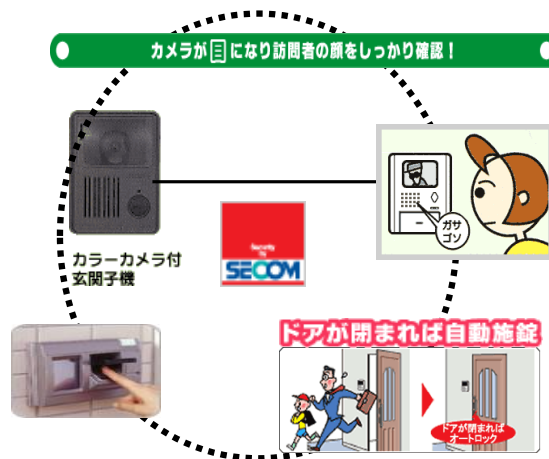 カメラが目になり訪問者の顔をしっかり確認！
ガサ
ゴソ
Security
by
SECOM
カラーカメラ付
玄関子機
ドアが閉まれば自動施錠
ドアが閉まれば
オートロック